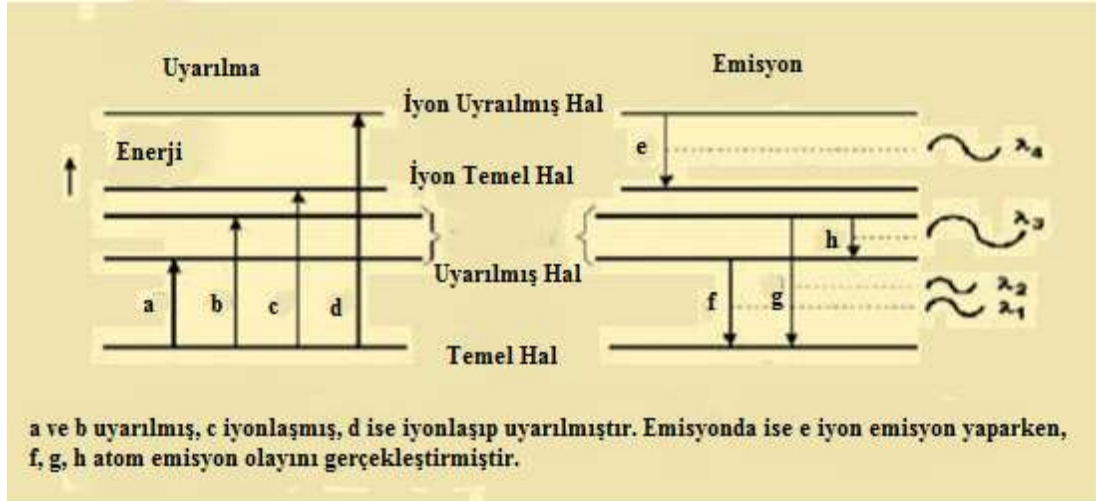 Uyarılma
Emisyon
İyon Uyraılmış Hal
Enerji
e
λ4
İyon Temel Hal
h
λ3
Uyarılmış Hal
a
b
c
d
f
g
λ2
λ1
Temel Hal
a ve b uyarılmış, c iyonlaşmış, d ise iyonlaşıp uyarılmıştır. Emisyonda ise e iyon emisyon yaparken,
f, g, h atom emisyon olayını gerçekleştirmiştir.